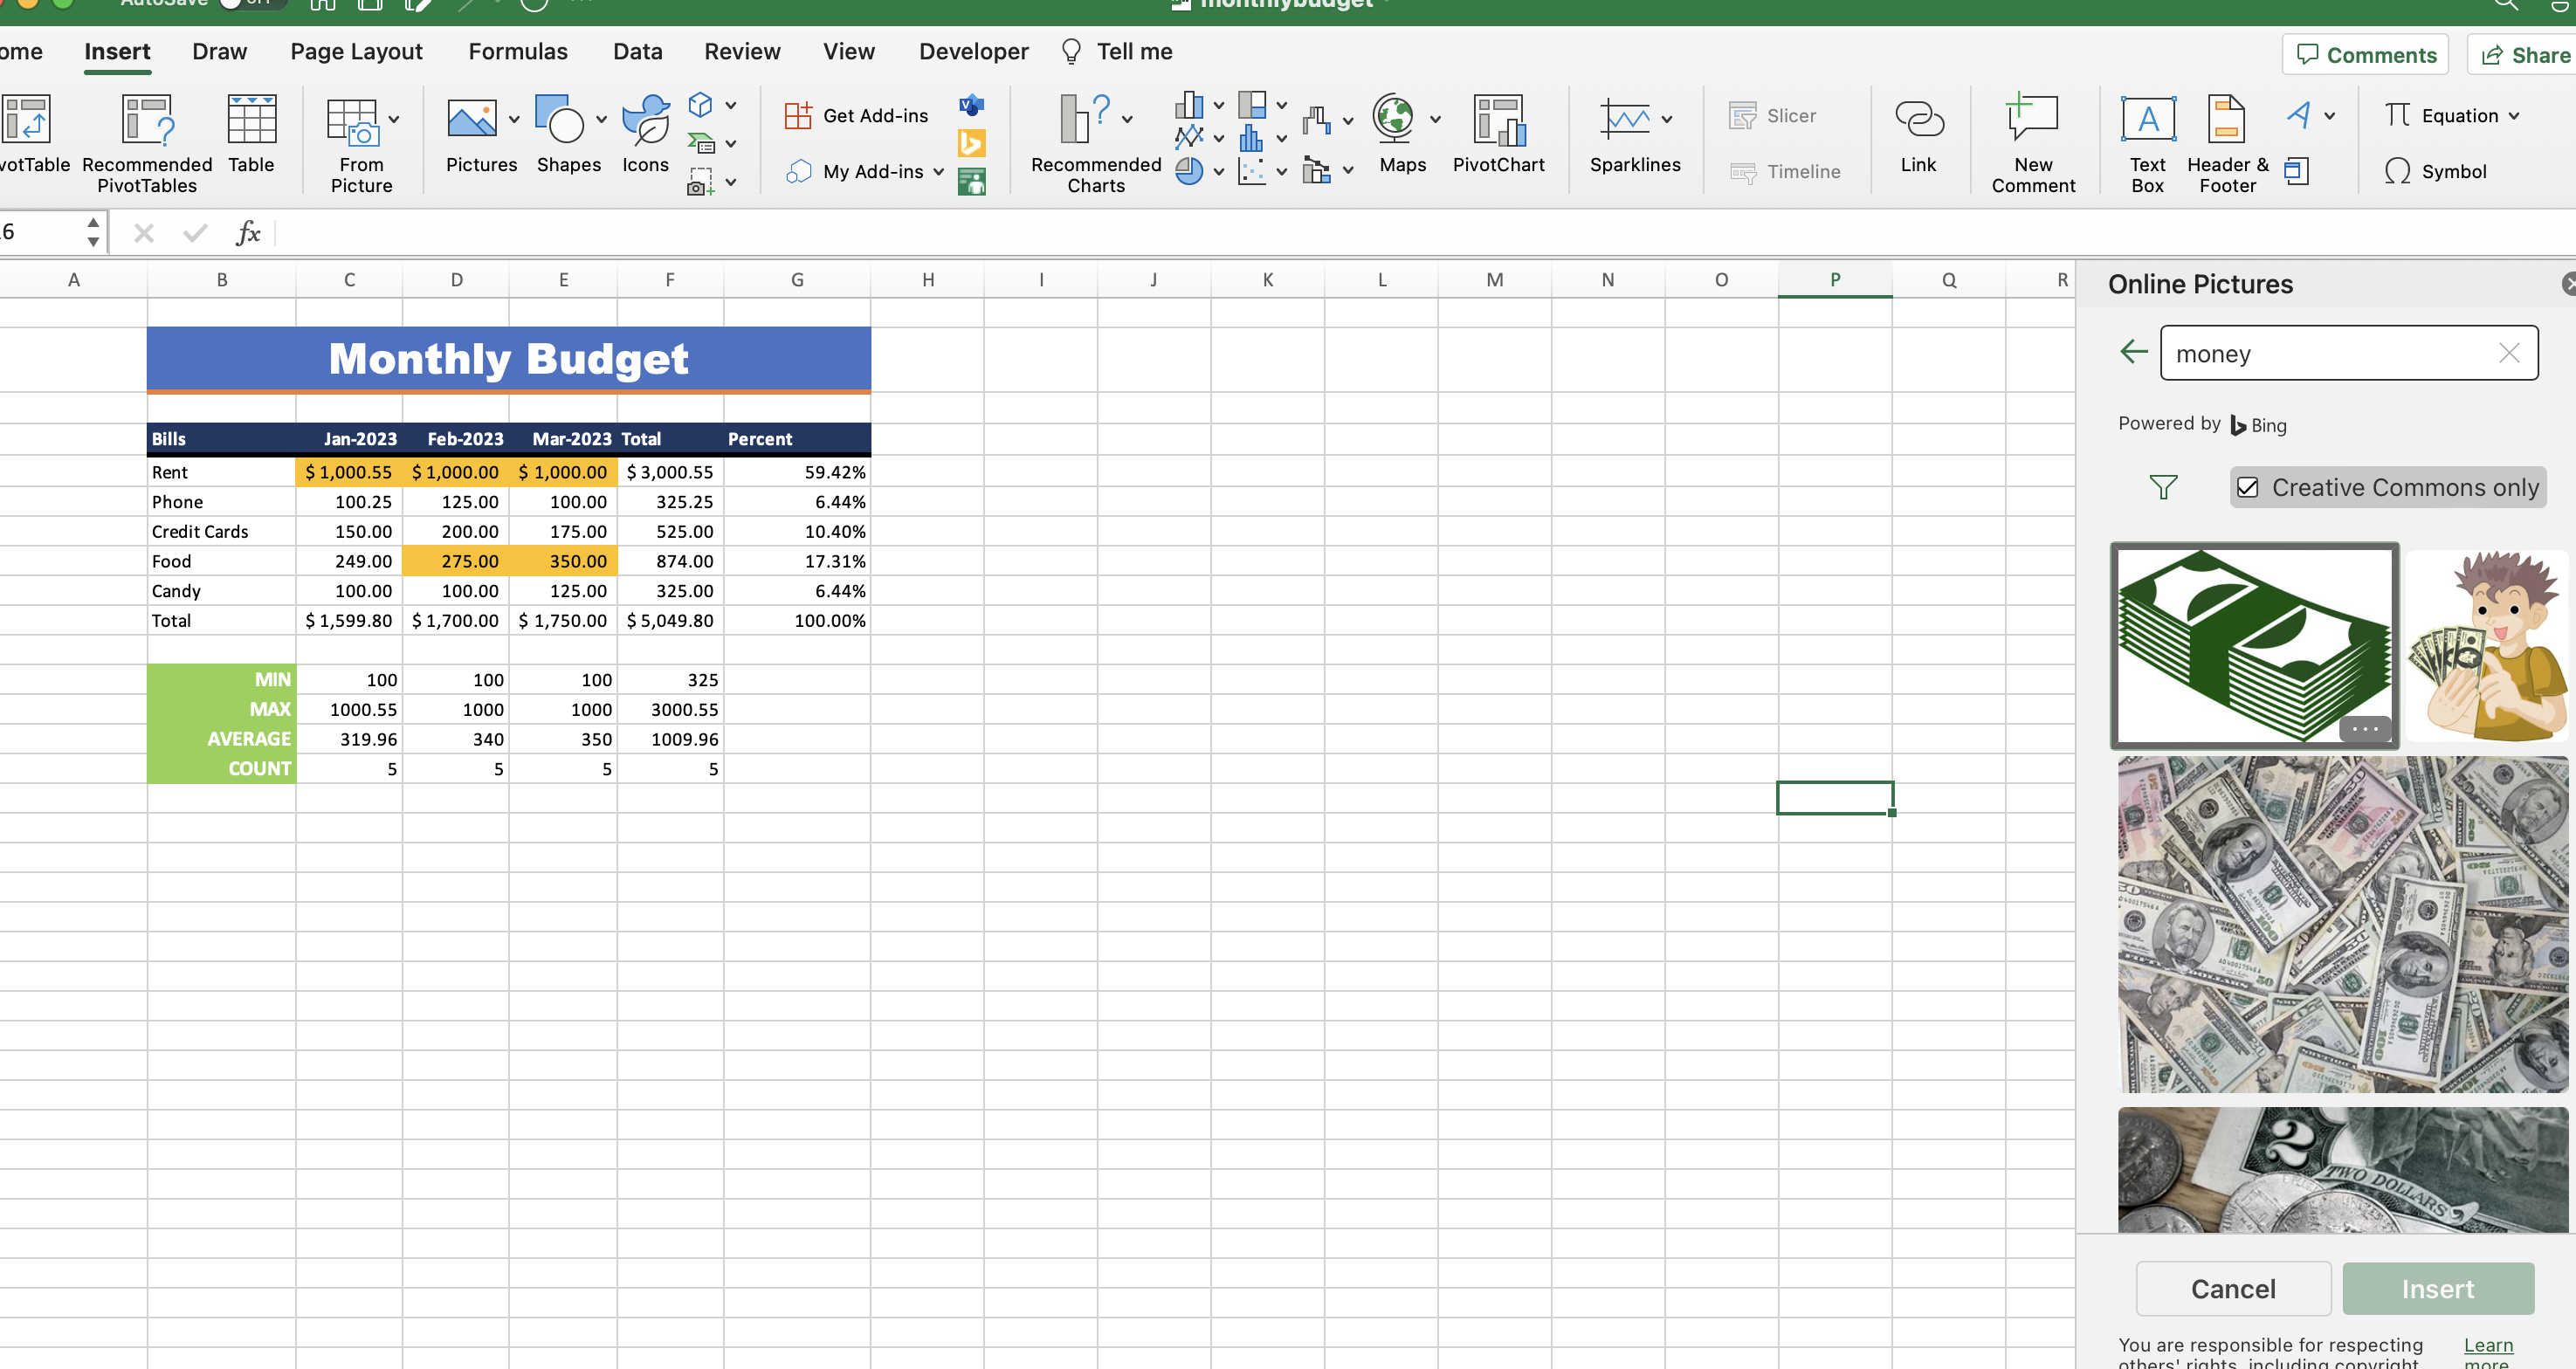 AutoSave OFF monthlybudget
ome Insert Draw Page Layout Formulas Data Review View Developer Tell me Comments Share
votTable Recommended PivotTables Table From Picture Pictures Shapes Icons Get Add-ins My Add-ins Recommended Charts Maps PivotChart Sparklines Slicer Timeline Link New Comment Text Box Header & Footer Equation Symbol
6 fx
A B C D E F G H I J K L M N O P Q R
Monthly Budget
Bills Jan-2023 Feb-2023 Mar-2023 Total Percent
Rent $ 1,000.55 $ 1,000.00 $ 1,000.00 $ 3,000.55 59.42%
Phone 100.25 125.00 100.00 325.25 6.44%
Credit Cards 150.00 200.00 175.00 525.00 10.40%
Food 249.00 275.00 350.00 874.00 17.31%
Candy 100.00 100.00 125.00 325.00 6.44%
Total $ 1,599.80 $ 1,700.00 $ 1,750.00 $ 5,049.80 100.00%
MIN 100 100 100 325
MAX 1000.55 1000 1000 3000.55
AVERAGE 319.96 340 350 1009.96
COUNT 5 5 5 5
Online Pictures
money
Powered by Bing
Creative Commons only
2
TWO DOLLARS
Cancel Insert
You are responsible for respecting Learn
others' rights, including copyright. more